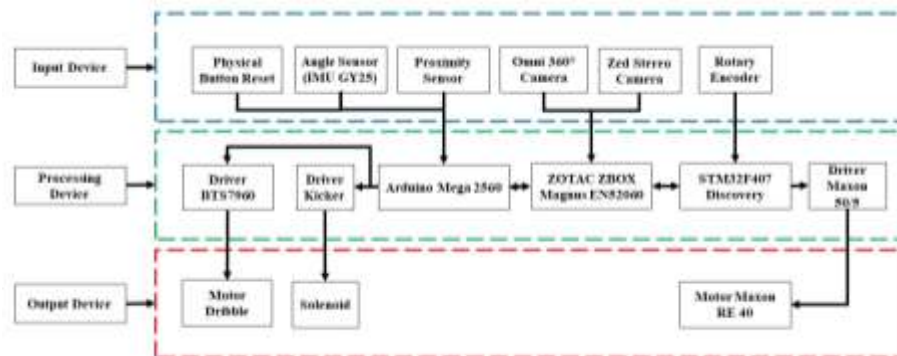 Input Device
Physical
Button Reset
Angle Sensor
(IMU GY25)
Proximity
Sensor
Omni 360°
Camera
Zed Stereo
Camera
Rotary
Encoder
Processing
Device
Driver
BTS7960
Driver
Kicker
Arduino Mega 2560
ZOTAC ZBOX
Magnus EN52060
STM32F407
Discovery
Driver
Maxon
50/5
Output Device
Motor
Dribble
Solenoid
Motor Maxon
RE 40